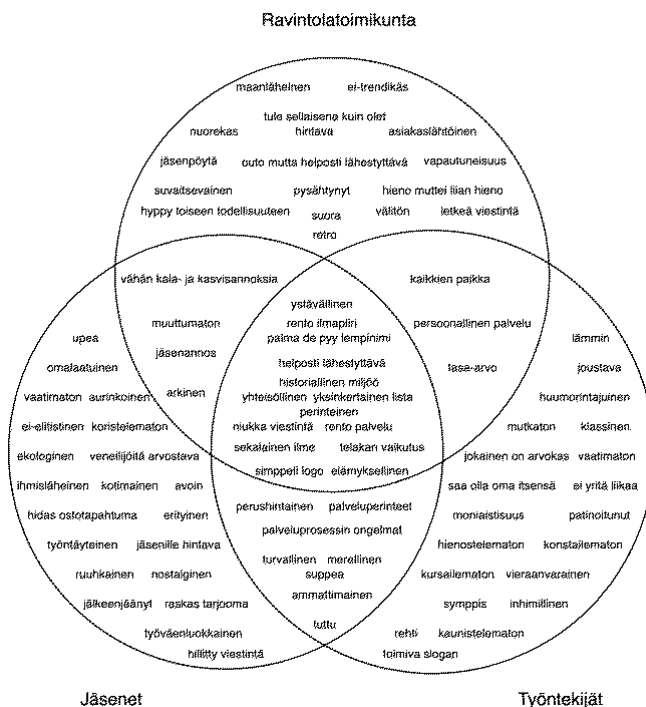 Ravintolatoimikunta
maanläheinen ei-trendikäs
tule sellaisena kuin olet
nuorekas hintava asiakaslähtöinen
jäsenpöytä outo mutta helposti lähestyttävä vapautuneisuus
suvaitsevainen pysähtynyt hieno muttei liian hieno
hyppy toiseen todellisuuteen suora välitön letkeä viestintä
retro
vähän kala- ja kasvisannoksia kaikkien paikka
ystävällinen
muuttumaton rento ilmapiiri persoonallinen palvelu
upea palma de pyy lempinimi lämmin
jäsenannos
omalaatuinen helposti lähestyttävä tasa-arvo joustava
historiallinen miljöö
vaatimaton aurinkoinen arkinen yhteisöllinen yksinkertainen lista huumorintajuinen
perinteinen
ei-elitistinen koristelematon niukka viestintä rento palvelu mutkaton klassinen
sekalainen ilme telakan vaikutus
ekologinen veneilijöitä arvostava jokainen on arvokas vaatimaton
simppeli logo elämyksellinen
ihmisläheinen kotimainen avoin saa olla oma itsensä ei yritä liikaa
perushintainen palveluperinteet
hidas ostotapahtuma erityinen moniaistisuus patinoitunut
palveluprosessin ongelmat
työntäyteinen jäsenille hintava hienostelematon konstailematon
turvallinen merellinen
ruuhkainen nostalginen suppea kursailematon vieraanvarainen
ammattimainen
jälkeenjäänyt raskas tarjooma symppis inhimillinen
tuttu
työväenluokkainen rehti kaunistelematon
hillitty viestintä toimiva slogan
Jäsenet Työntekijät